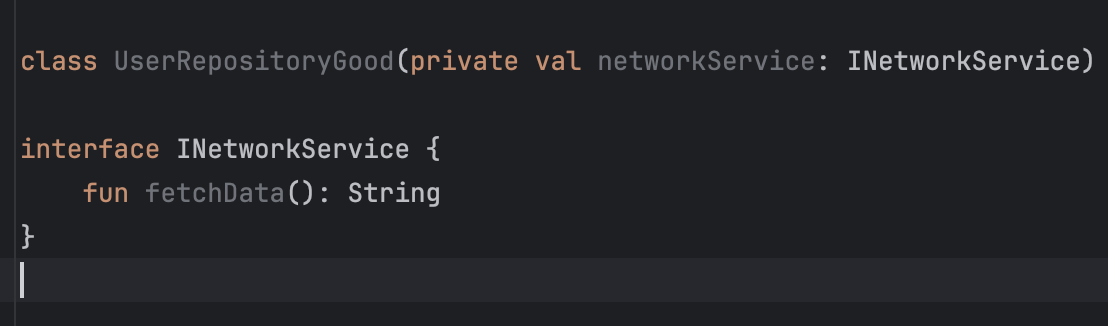 class UserRepositoryGood(private val networkService: INetworkService)
interface INetworkService {
    fun fetchData(): String
}